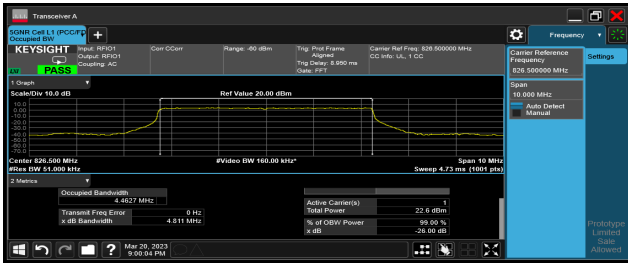 Transceiver A
5GNR Cell L1 (PCC/P
Occupied BW
Frequency
KEYSIGHT
Input: RFIO1
Output: RFIO1
Coupling: AC
Corr CCorr
Range: -60 dBm
Trig: Prot Frame
Aligned
Trig Delay: 8.950 ms
Gate: FFT
Carrier Ref Freq: 826.500000 MHz
CC Info: UL, 1 CC
PASS
Carrier Reference
Frequency
826.500000 MHz
Settings
Span
10.000 MHz
Auto Detect
Manual
1 Graph
Scale/Div 10.0 dB
Ref Value 20.00 dBm
10.0
0.00
-10.0
-20.0
-30.0
-40.0
-50.0
-60.0
-70.0
Center 826.500 MHz
#Res BW 51.000 kHz
#Video BW 160.00 kHz*
Span 10 MHz
Sweep 4.73 ms (1001 pts)
2 Metrics
Occupied Bandwidth
4.4627 MHz
Transmit Freq Error 0 Hz
x dB Bandwidth 4.811 MHz
Active Carrier(s) 1
Total Power 22.6 dBm
% of OBW Power 99.00 %
x dB -26.00 dB
Prototype
Limited
Sale
Allowed
Mar 20, 2023
9:00:04 PM